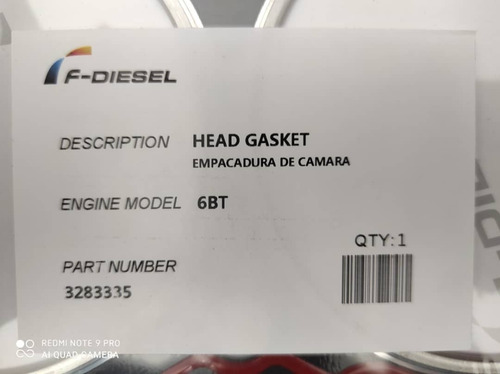 F-DIESEL
DESCRIPTION HEAD GASKET
EMPACADURA DE CAMARA
ENGINE MODEL 6BT
QTY:1
PART NUMBER
3283335
REDMI NOTE 9 PRO
AI QUAD CAMERA